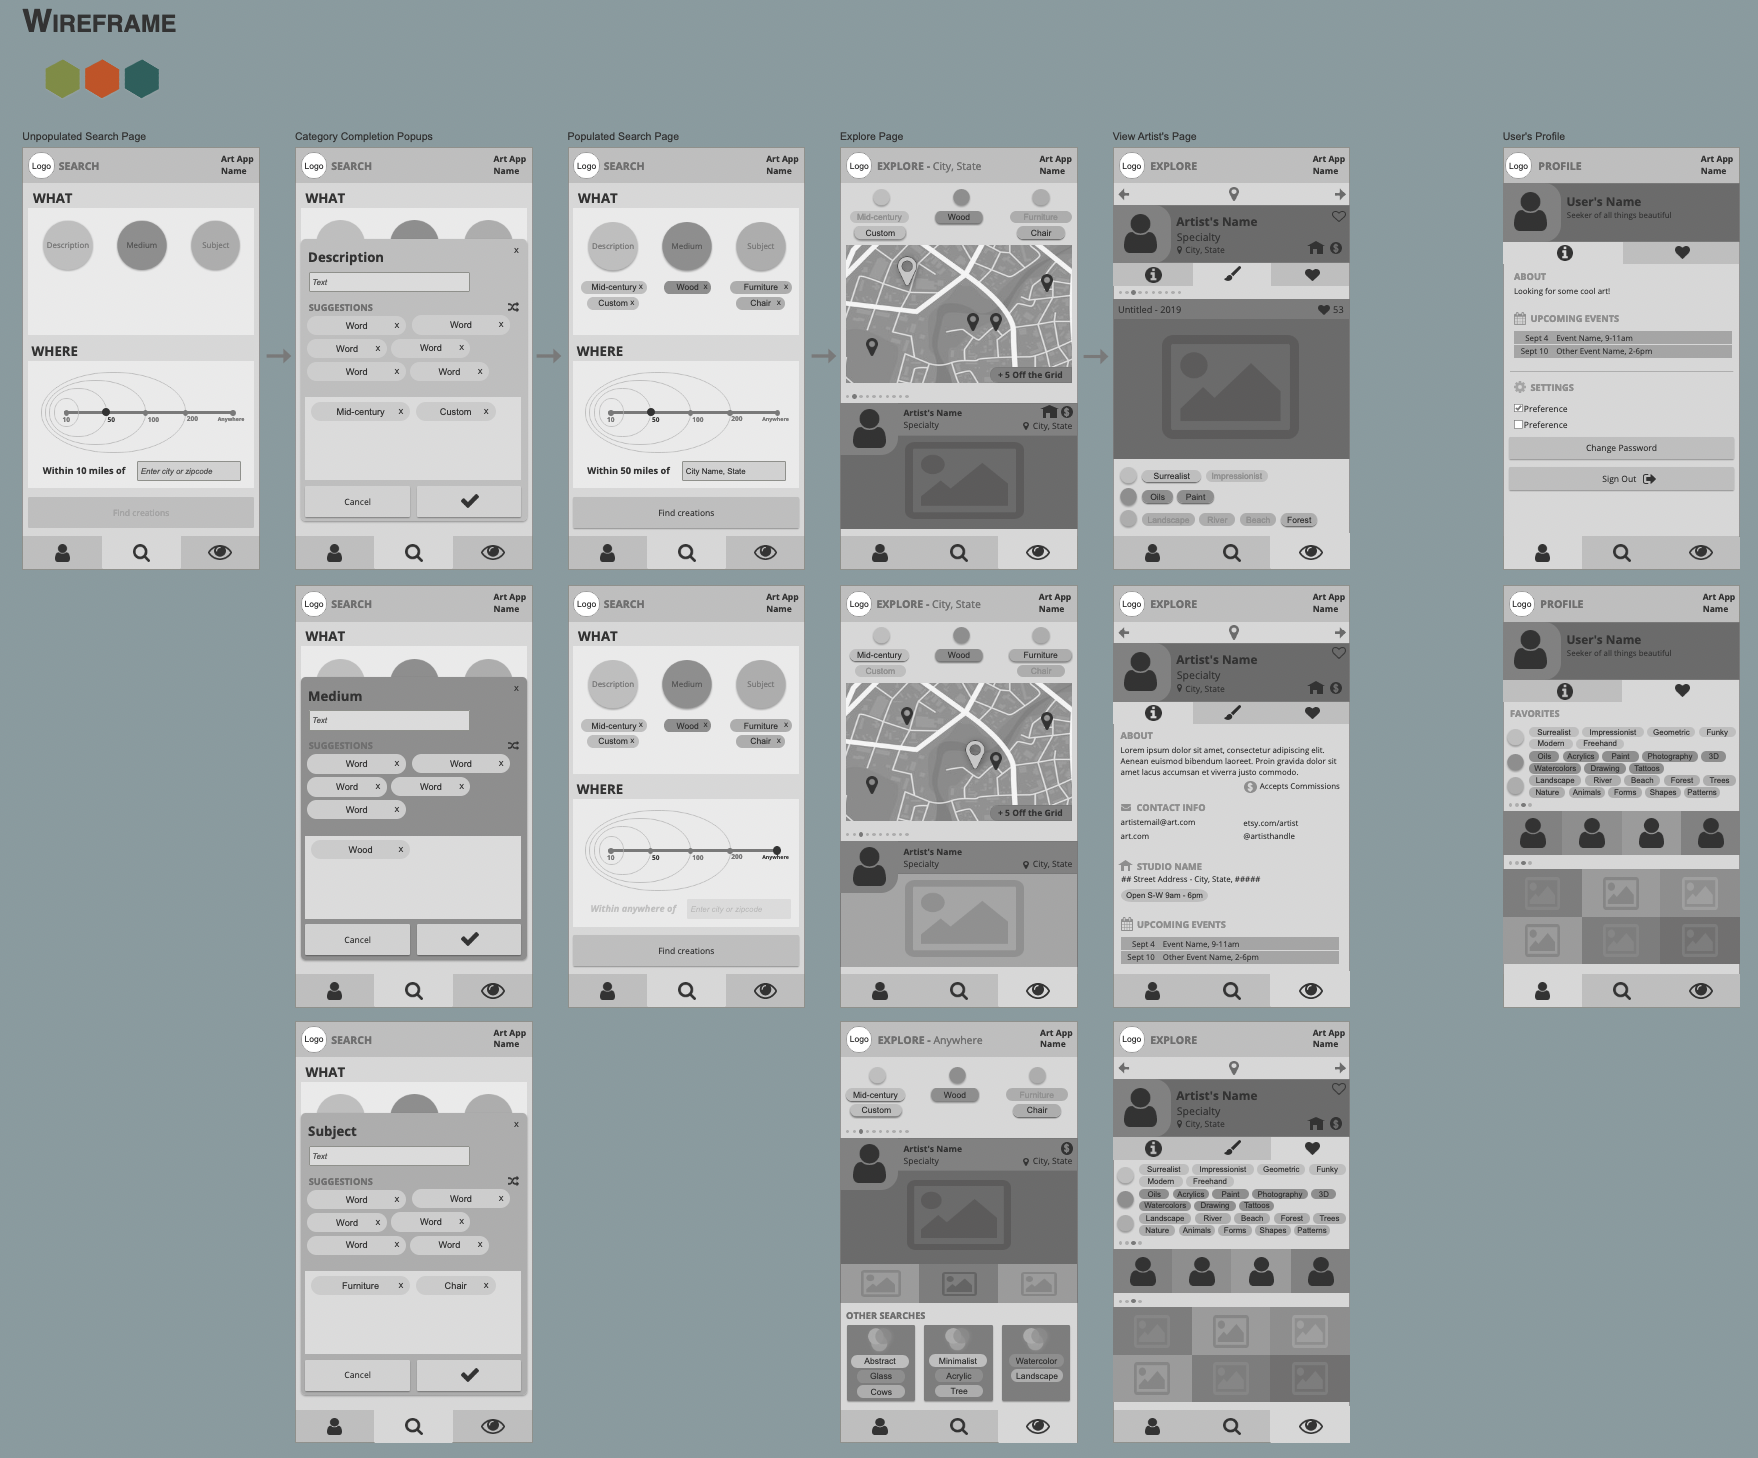 WIREFRAME
Unpopulated Search Page
Logo SEARCH Art App Name
WHAT
Description Medium Subject
WHERE
10 50 100 200 Anywhere
Within 10 miles of Enter city or zipcode
Find creations
Category Completion Popups
Logo SEARCH Art App Name
WHAT
x
Description
Text
SUGGESTIONS
Word x Word x
Word x Word x
Word x Word x
Mid-century x Custom x
Cancel
Populated Search Page
Logo SEARCH Art App Name
WHAT
Description Medium Subject
Mid-century x Wood x Furniture x
Custom x Chair x
WHERE
10 50 100 200 Anywhere
Within 50 miles of City Name, State
Find creations
Explore Page
Logo EXPLORE - City, State Art App Name
Mid-century Wood Furniture
Custom Chair
+ 5 Off the Grid
Artist's Name
Specialty City, State
View Artist's Page
Logo EXPLORE Art App Name
Artist's Name
Specialty
City, State
Untitled - 2019 53
Surrealist Impressionist
Oils Paint
Landscape River Beach Forest
User's Profile
Logo PROFILE Art App Name
User's Name
Seeker of all things beautiful
ABOUT
Looking for some cool art!
UPCOMING EVENTS
Sept 4 Event Name, 9-11am
Sept 10 Other Event Name, 2-6pm
SETTINGS
Preference
Preference
Change Password
Sign Out
Logo SEARCH Art App Name
WHAT
x
Medium
Text
SUGGESTIONS
Word x Word x
Word x Word x
Word x
Wood x
Cancel
Logo SEARCH Art App Name
WHAT
Description Medium Subject
Mid-century x Wood x Furniture x
Custom x Chair x
WHERE
10 50 100 200 Anywhere
Within anywhere of Enter city or zipcode
Find creations
Logo EXPLORE - City, State Art App Name
Mid-century Wood Furniture
Custom Chair
+ 5 Off the Grid
Artist's Name
Specialty City, State
Logo EXPLORE Art App Name
Artist's Name
Specialty
City, State
ABOUT
Lorem ipsum dolor sit amet, consectetur adipiscing elit.
Aenean euismod bibendum laoreet. Proin gravida dolor sit
amet lacus accumsan et viverra justo commodo.
Accepts Commissions
CONTACT INFO
artistemail@art.com etsy.com/artist
art.com @artisthandle
STUDIO NAME
## Street Address - City, State, #####
Open S-W 9am - 6pm
UPCOMING EVENTS
Sept 4 Event Name, 9-11am
Sept 10 Other Event Name, 2-6pm
Logo PROFILE Art App Name
User's Name
Seeker of all things beautiful
FAVORITES
Surrealist Impressionist Geometric Funky
Modern Freehand
Oils Acrylics Paint Photography 3D
Watercolors Drawing Tattoos
Landscape River Beach Forest Trees
Nature Animals Forms Shapes Patterns
Logo SEARCH Art App Name
WHAT
x
Subject
Text
SUGGESTIONS
Word x Word x
Word x Word x
Word x Word x
Furniture x Chair x
Cancel
Logo EXPLORE - Anywhere Art App Name
Mid-century Wood Furniture
Custom Chair
Artist's Name
Specialty City, State
OTHER SEARCHES
Abstract Minimalist Watercolor
Glass Acrylic Landscape
Cows Tree
Logo EXPLORE Art App Name
Artist's Name
Specialty
City, State
Surrealist Impressionist Geometric Funky
Modern Freehand
Oils Acrylics Paint Photography 3D
Watercolors Drawing Tattoos
Landscape River Beach Forest Trees
Nature Animals Forms Shapes Patterns